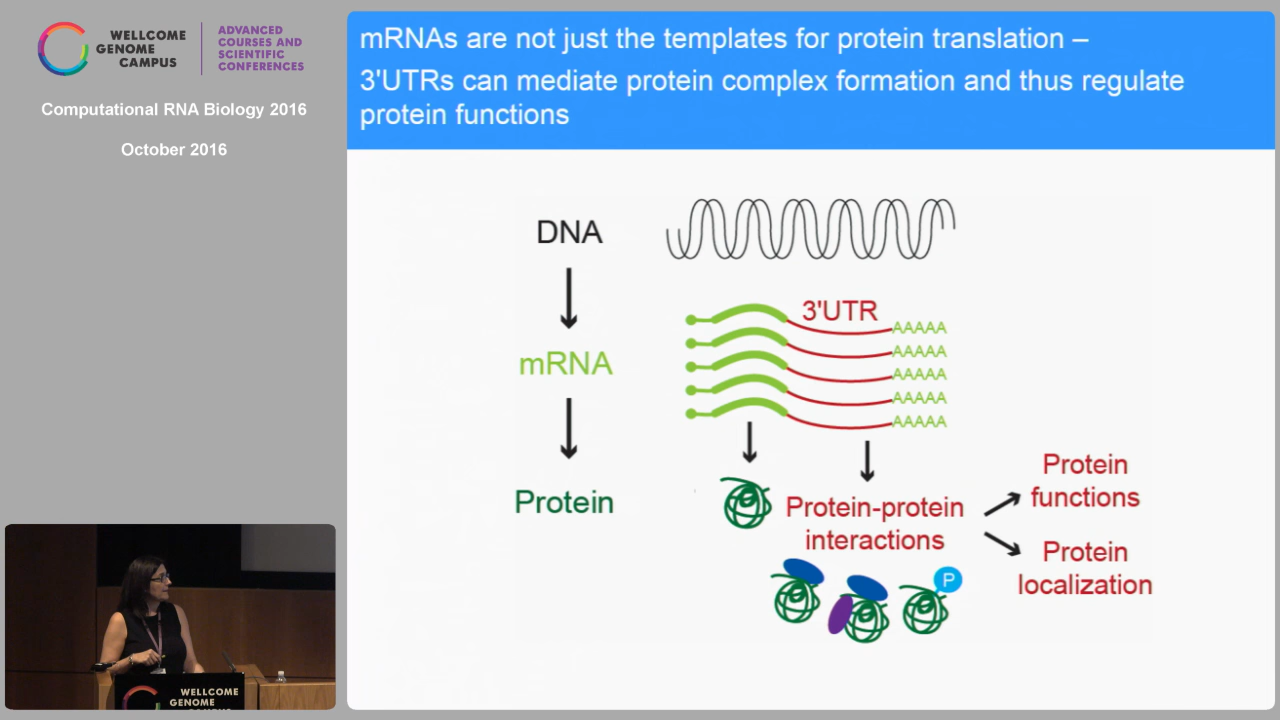 WELLCOME
GENOME
CAMPUS
ADVANCED
COURSES AND
SCIENTIFIC
CONFERENCES
Computational RNA Biology 2016
October 2016
mRNAs are not just the templates for protein translation –
3'UTRs can mediate protein complex formation and thus regulate
protein functions
DNA
mRNA
Protein
3'UTR
AAAAA
AAAAA
AAAAA
AAAAA
AAAAA
Protein-protein
interactions
Protein
functions
Protein
localization
P
WELLCOME
GENOME
CAMPUS